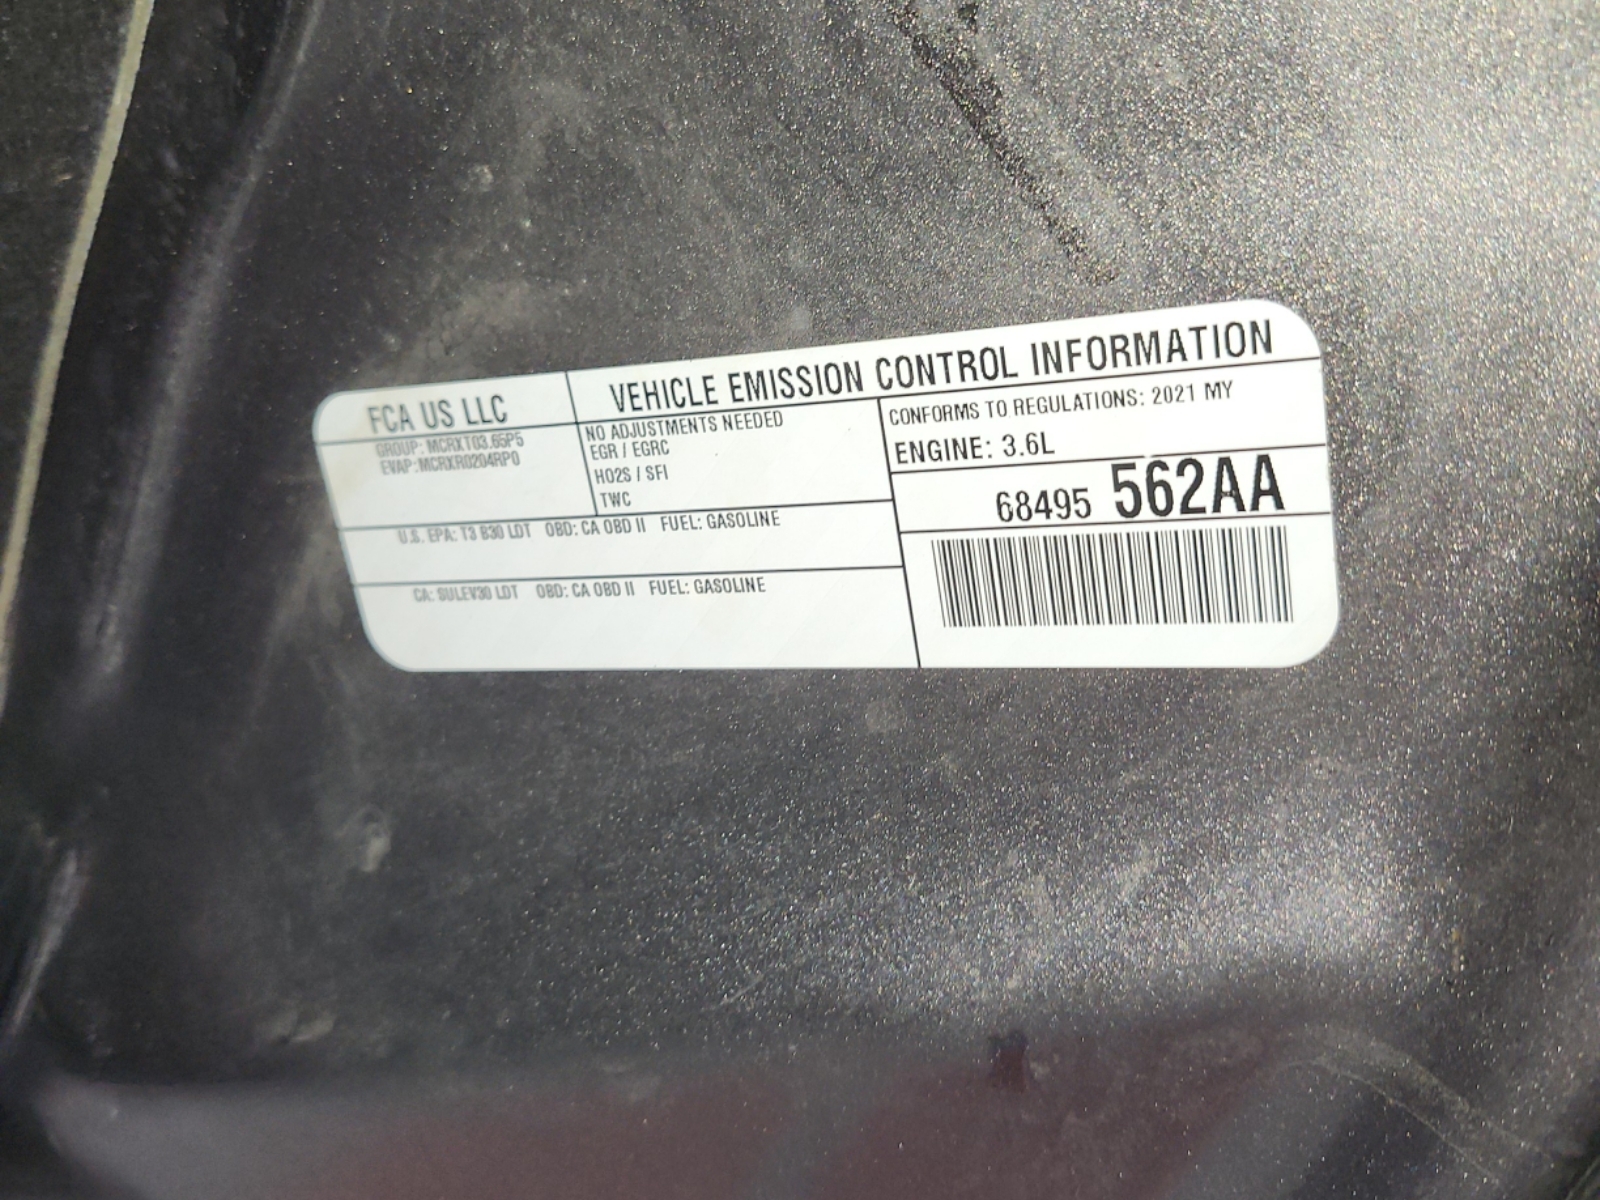 FCA US LLC
VEHICLE EMISSION CONTROL INFORMATION
GROUP: MCRXT03.65P5
EVAP:MCRXR0204RP0
NO ADJUSTMENTS NEEDED
EGR / EGRC
HO2S / SFI
TWC
CONFORMS TO REGULATIONS: 2021 MY
ENGINE: 3.6L
68495 562AA
U.S. EPA: T3 B30 LDT OBD: CA OBD II FUEL: GASOLINE
CA: SULEV30 LDT OBD: CA OBD II FUEL: GASOLINE